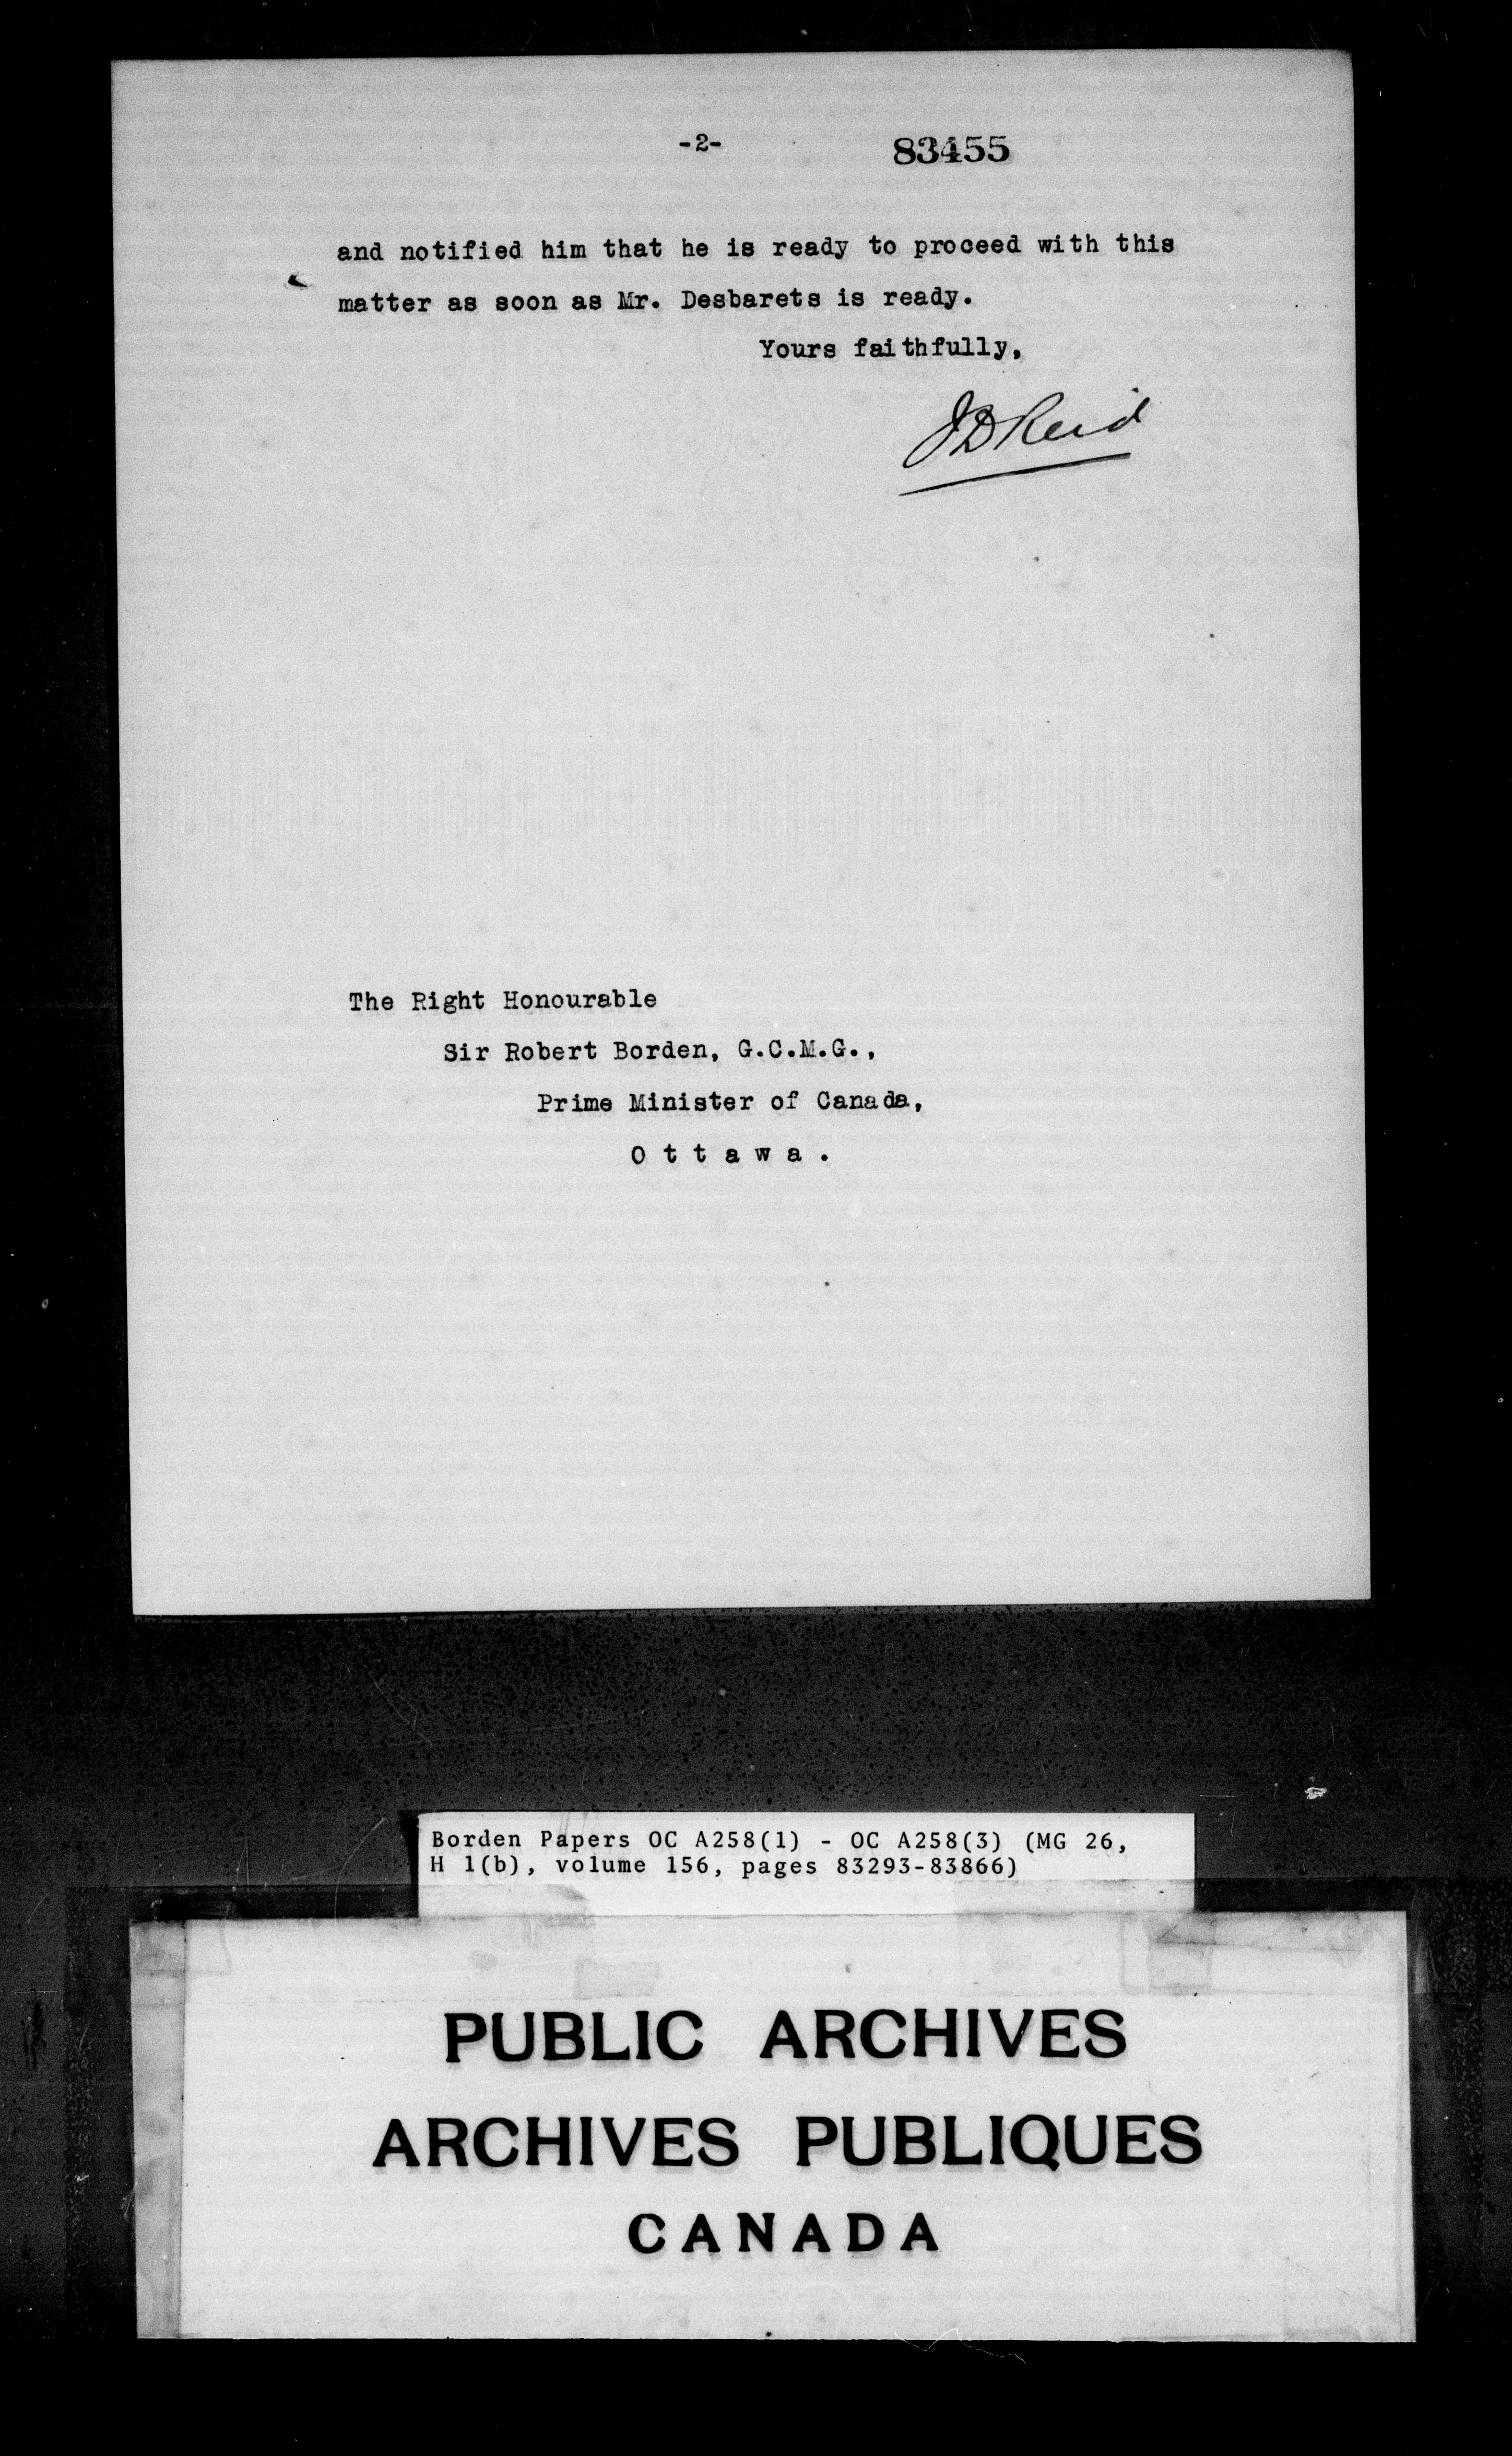 -2- 83455
and notified him that he is ready to proceed with this
matter as soon as Mr. Desbarets is ready.
Yours faithfully,
JD Reid
The Right Honourable
Sir Robert Borden, G.C.M.G.,
Prime Minister of Canada,
Ottawa.
Borden Papers OC A258(1) - OC A258(3) (MG 26,
H 1(b), volume 156, pages 83293-83866)
PUBLIC ARCHIVES
ARCHIVES PUBLIQUES
CANADA